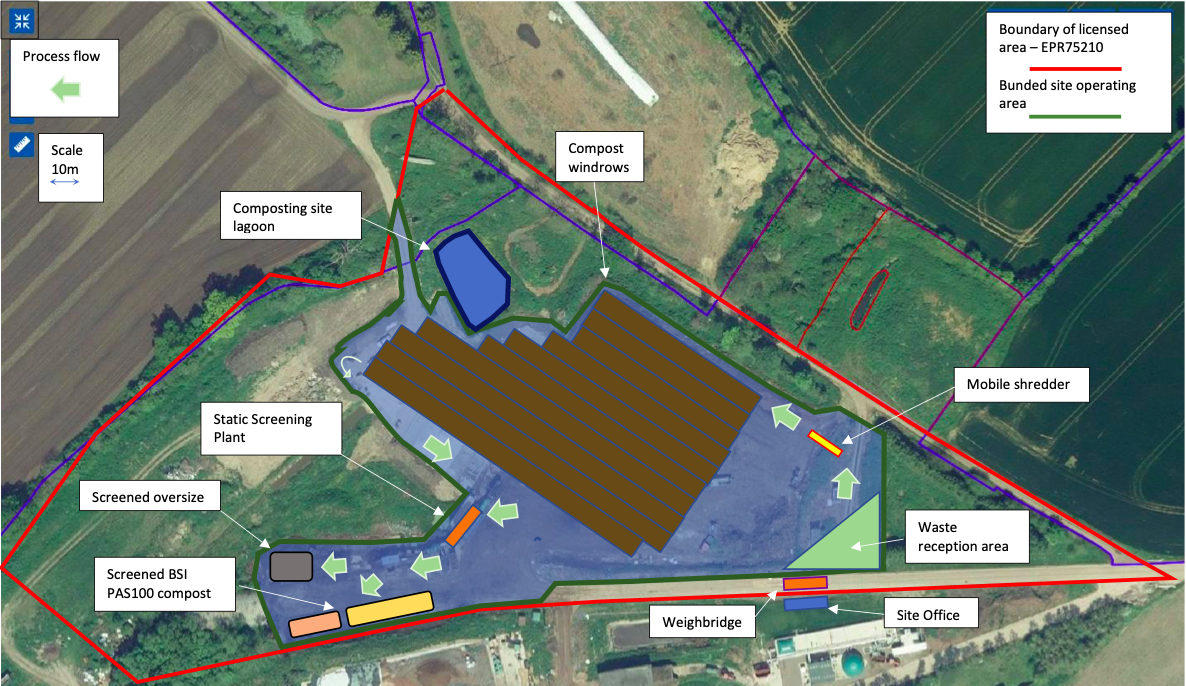 Process flow
Scale
10m
Boundary of licensed
area – EPR75210
Bunded site operating
area
Compost
windrows
Composting site
lagoon
Mobile shredder
Static Screening
Plant
Screened oversize
Waste
reception area
Screened BSI
PAS100 compost
Weighbridge
Site Office